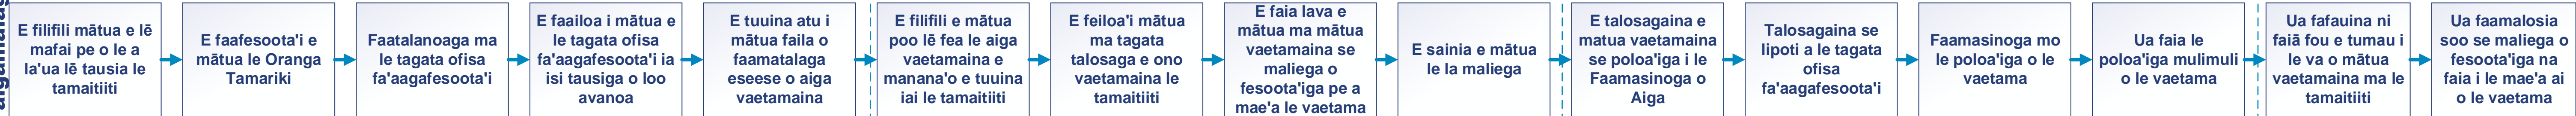 E filifili mātua e lē
mafai pe o le a
la'ua lē tausia le
tamaitiiti
E faafesoota'i e
mātua le Oranga
Tamariki
Faatalanoaga ma
le tagata ofisa
fa'aagafesoota'i
E faailoa i mātua e
le tagata ofisa
fa'aagafesoota'i ia
isi tausiga o loo
avanoa
E tuuina atu i
mātua faila o
faamatalaga
eseese o aiga
vaetamaina
E filifili e mātua
poo lē fea le aiga
vaetamaina e
manana'o e tuuina
iai le tamaitiiti
E feiloa'i mātua
ma tagata
talosaga e ono
vaetamaina le
tamaitiiti
E faia lava e
mātua ma mātua
vaetamaina se
maliega o
fesoota'iga pe a
mae'a le vaetama
E sainia e mātua
le la maliega
E talosagaina e
matua vaetamaina
se poloa'iga i le
Faamasinoga o
Aiga
Talosagaina se
lipoti a le tagata
ofisa
fa'aagafesoota'i
Faamasinoga mo
le poloa'iga o le
vaetama
Ua faia le
poloa'iga mulimuli
o le vaetama
Ua fafauina ni
faiā fou e tumau i
le va o mātua
vaetamaina ma le
tamaitiiti
Ua faamalosia
soo se maliega o
fesoota'iga na
faia i le mae'a ai
o le vaetama